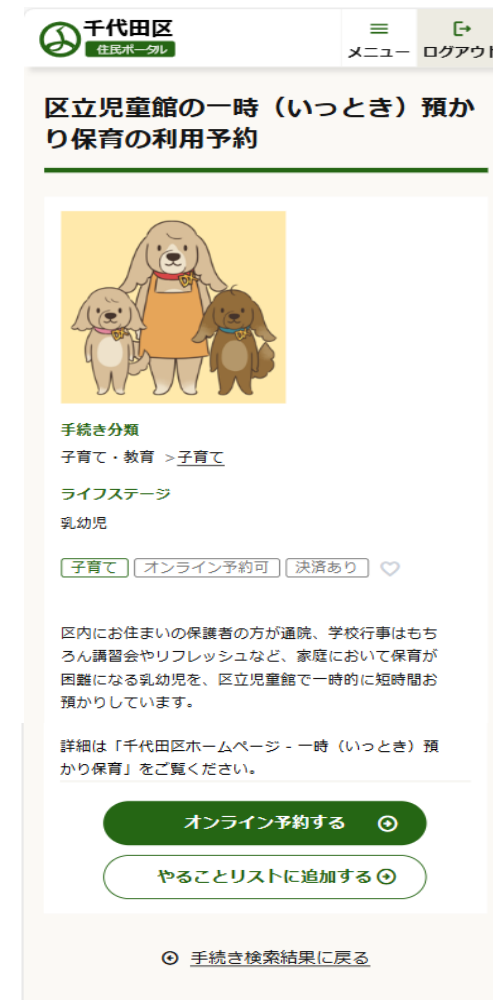 千代田区
住民ポータル
メニュー
ログアウト
区立児童館の一時（いっとき）預か
り保育の利用予約
手続き分類
子育て・教育 >子育て
ライフステージ
乳幼児
子育て オンライン予約可 決済あり
区内にお住まいの保護者の方が通院、学校行事はもち
ろん講習会やリフレッシュなど、家庭において保育が
困難になる乳幼児を、区立児童館で一時的に短時間お
預かりしています。
詳細は「千代田区ホームページ - 一時（いっとき）預
かり保育」をご覧ください。
オンライン予約する
やることリストに追加する
手続き検索結果に戻る